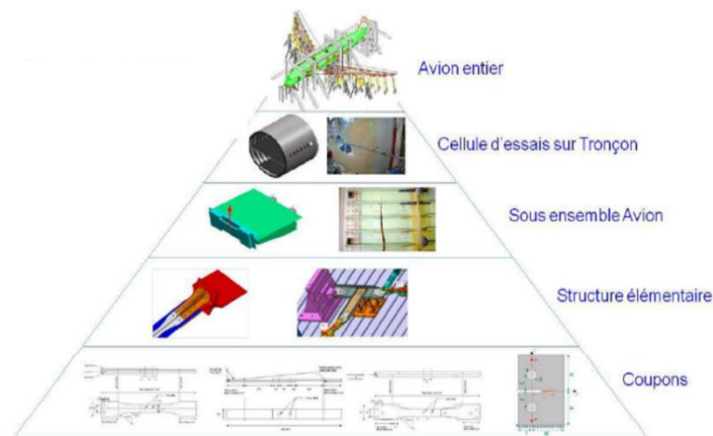 Avion entier
Cellule d'essais sur Tronçon
Sous ensemble Avion
Structure élémentaire
Coupons